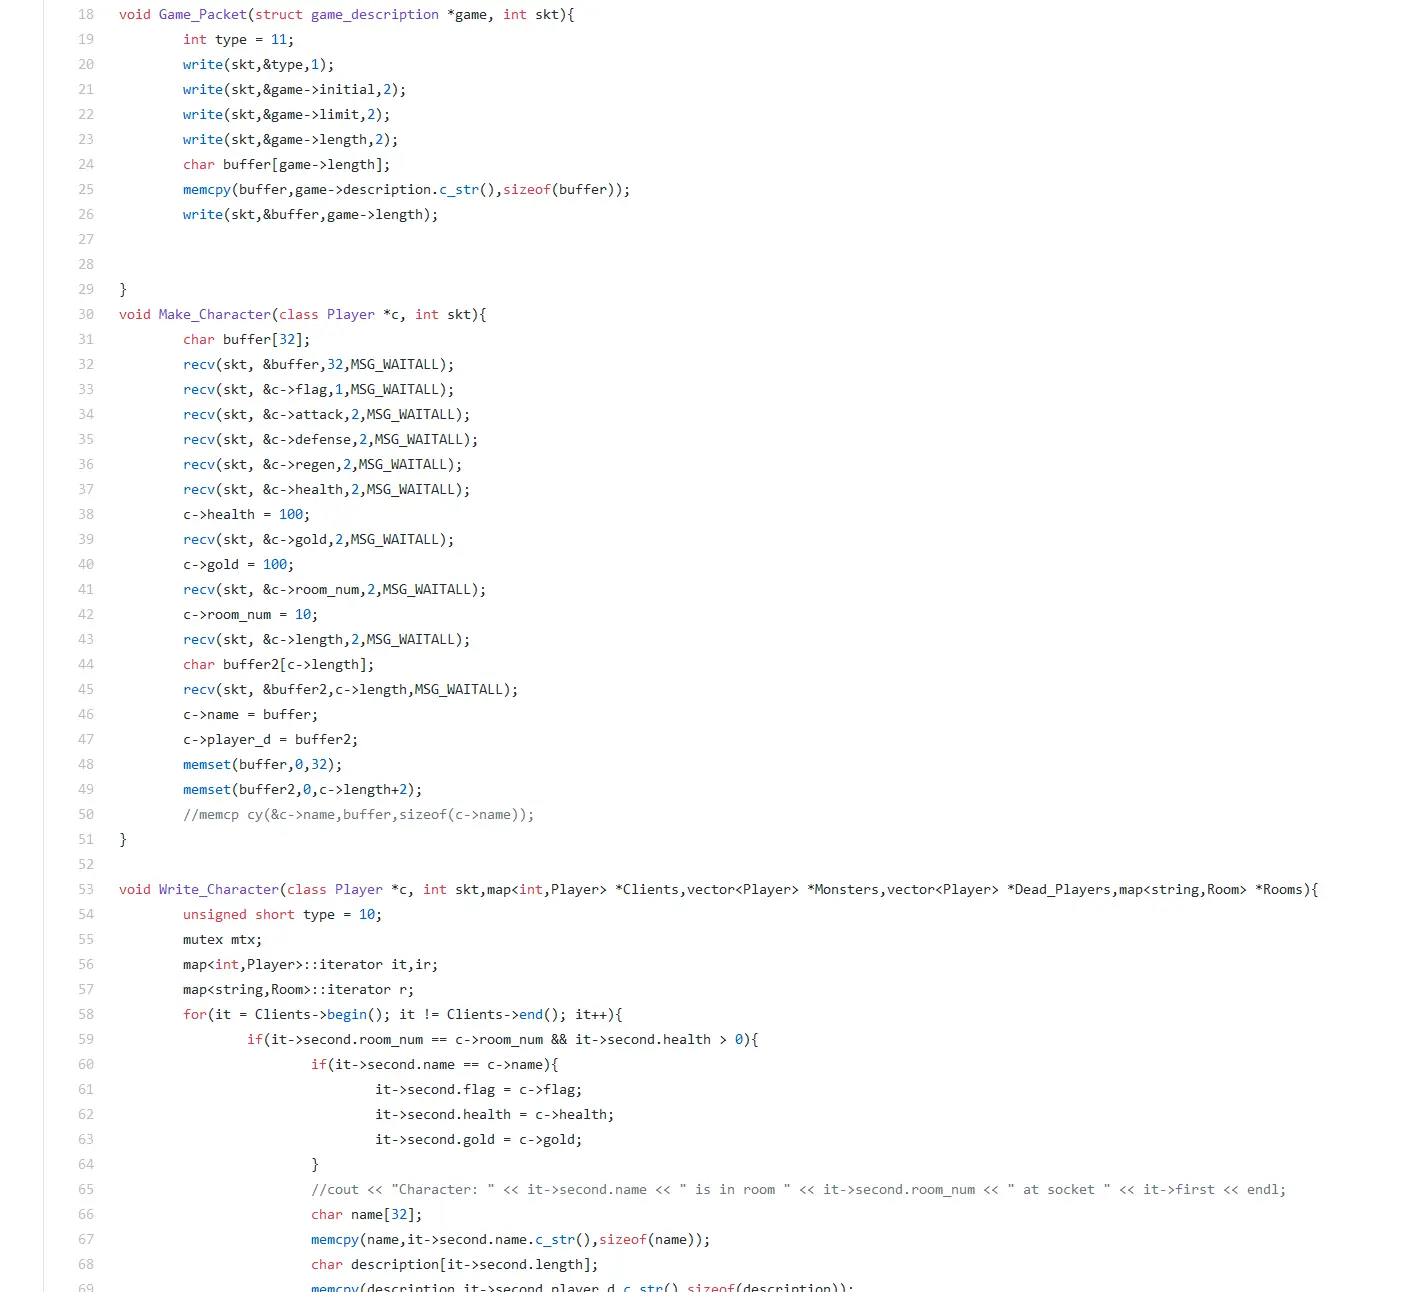 18 void Game_Packet(struct game_description *game, int skt){
19 int type = 11;
20 write(skt,&type,1);
21 write(skt,&game->initial,2);
22 write(skt,&game->limit,2);
23 write(skt,&game->length,2);
24 char buffer[game->length];
25 memcpy(buffer,game->description.c_str(),sizeof(buffer));
26 write(skt,&buffer,game->length);
27
28
29 }
30 void Make_Character(class Player *c, int skt){
31 char buffer[32];
32 recv(skt, &buffer,32,MSG_WAITALL);
33 recv(skt, &c->flag,1,MSG_WAITALL);
34 recv(skt, &c->attack,2,MSG_WAITALL);
35 recv(skt, &c->defense,2,MSG_WAITALL);
36 recv(skt, &c->regen,2,MSG_WAITALL);
37 recv(skt, &c->health,2,MSG_WAITALL);
38 c->health = 100;
39 recv(skt, &c->gold,2,MSG_WAITALL);
40 c->gold = 100;
41 recv(skt, &c->room_num,2,MSG_WAITALL);
42 c->room_num = 10;
43 recv(skt, &c->length,2,MSG_WAITALL);
44 char buffer2[c->length];
45 recv(skt, &buffer2,c->length,MSG_WAITALL);
46 c->name = buffer;
47 c->player_d = buffer2;
48 memset(buffer,0,32);
49 memset(buffer2,0,c->length+2);
50 //memcp cy(&c->name,buffer,sizeof(c->name));
51 }
52
53 void Write_Character(class Player *c, int skt,map<int,Player> *Clients,vector<Player> *Monsters,vector<Player> *Dead_Players,map<string,Room> *Rooms){
54 unsigned short type = 10;
55 mutex mtx;
56 map<int,Player>::iterator it,ir;
57 map<string,Room>::iterator r;
58 for(it = Clients->begin(); it != Clients->end(); it++){
59 if(it->second.room_num == c->room_num && it->second.health > 0){
60 if(it->second.name == c->name){
61 it->second.flag = c->flag;
62 it->second.health = c->health;
63 it->second.gold = c->gold;
64 }
65 //cout << "Character: " << it->second.name << " is in room " << it->second.room_num << " at socket " << it->first << endl;
66 char name[32];
67 memcpy(name,it->second.name.c_str(),sizeof(name));
68 char description[it->second.length];
69 memcpy(description,it->second.player_d.c_str(),sizeof(description));